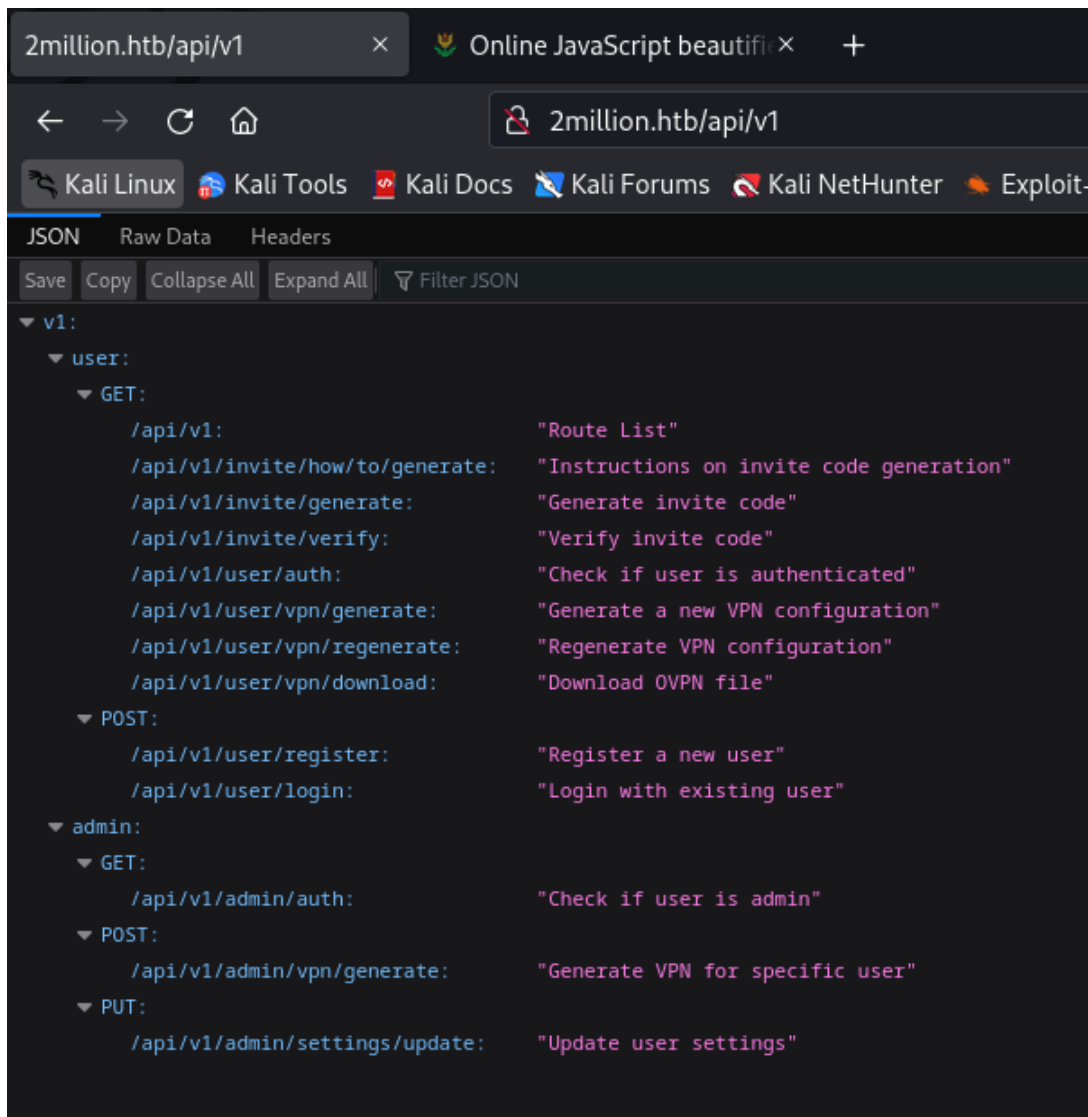 2million.htb/api/v1 × Online JavaScript beautifi × +
2million.htb/api/v1
Kali Linux Kali Tools Kali Docs Kali Forums Kali NetHunter Exploit-
JSON Raw Data Headers
Save Copy Collapse All Expand All Filter JSON
v1:
user:
GET:
/api/v1: "Route List"
/api/v1/invite/how/to/generate: "Instructions on invite code generation"
/api/v1/invite/generate: "Generate invite code"
/api/v1/invite/verify: "Verify invite code"
/api/v1/user/auth: "Check if user is authenticated"
/api/v1/user/vpn/generate: "Generate a new VPN configuration"
/api/v1/user/vpn/regenerate: "Regenerate VPN configuration"
/api/v1/user/vpn/download: "Download OVPN file"
POST:
/api/v1/user/register: "Register a new user"
/api/v1/user/login: "Login with existing user"
admin:
GET:
/api/v1/admin/auth: "Check if user is admin"
POST:
/api/v1/admin/vpn/generate: "Generate VPN for specific user"
PUT:
/api/v1/admin/settings/update: "Update user settings"